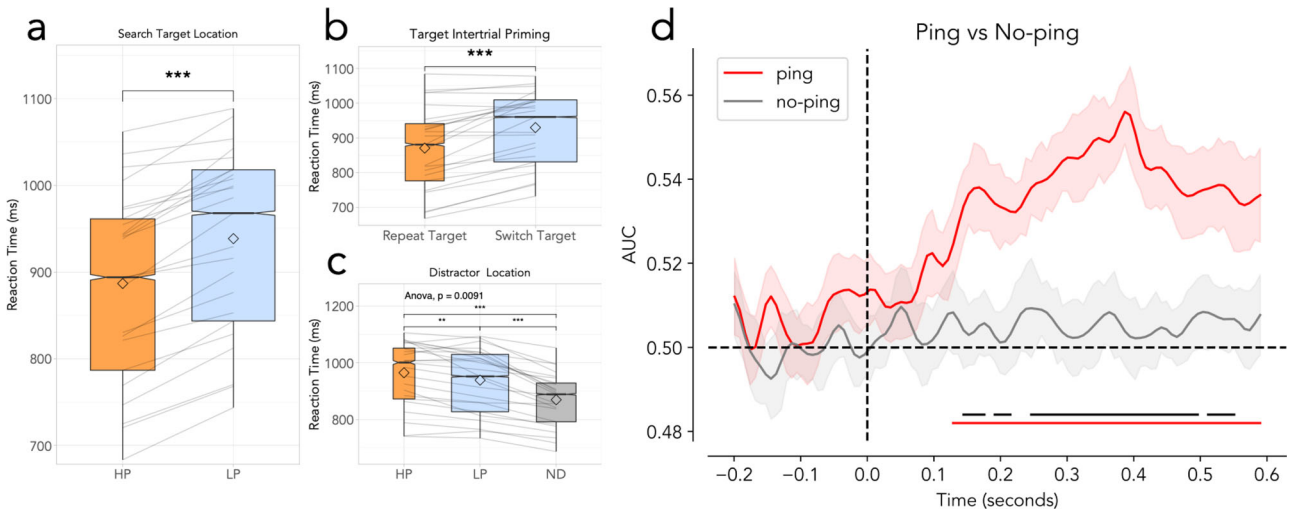 a
Search Target Location
***
Reaction Time (ms)
1100
1000
900
800
700
HP LP
b
Target Intertrial Priming
***
Reaction Time (ms)
1100
1000
900
800
700
Repeat Target Switch Target
c
Distractor Location
Anova, p = 0.0091
***
** ***
Reaction Time (ms)
1200
1000
800
HP LP ND
d
Ping vs No-ping
ping
no-ping
AUC
0.56
0.54
0.52
0.50
0.48
−0.2 −0.1 0.0 0.1 0.2 0.3 0.4 0.5 0.6
Time (seconds)